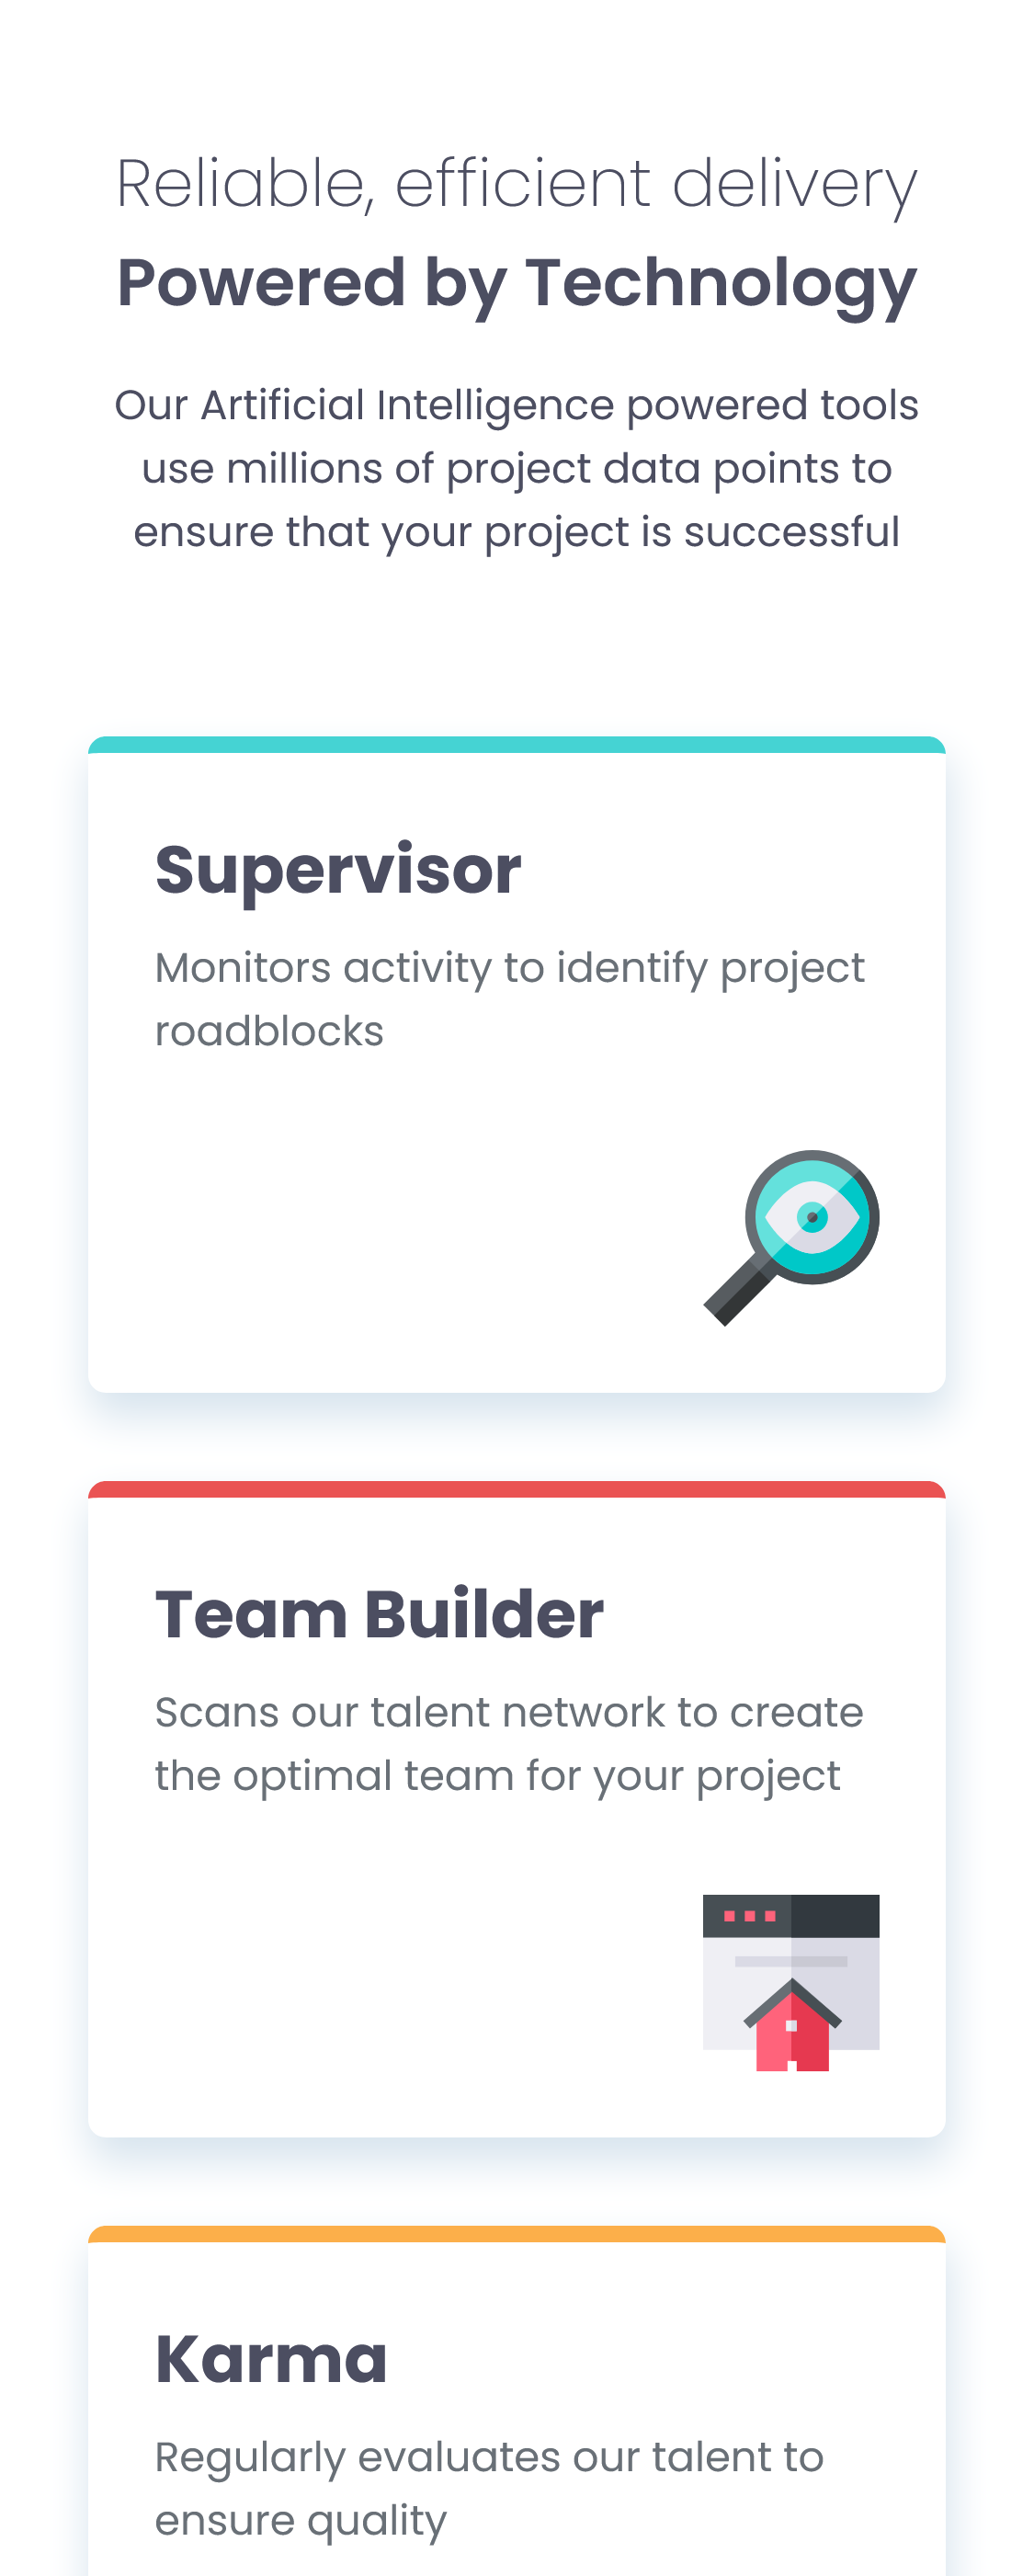 Reliable, efficient delivery
Powered by Technology
Our Artificial Intelligence powered tools
use millions of project data points to
ensure that your project is successful
Supervisor
Monitors activity to identify project
roadblocks
Team Builder
Scans our talent network to create
the optimal team for your project
Karma
Regularly evaluates our talent to
ensure quality